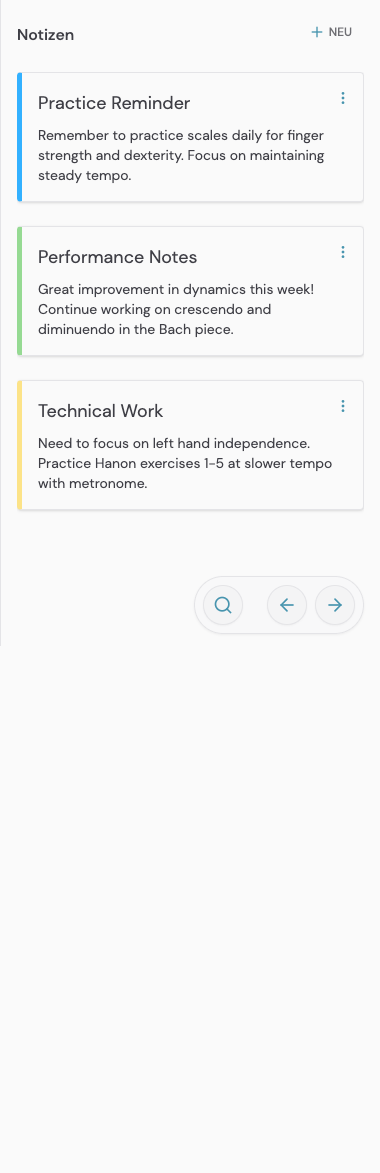 Notizen
NEU
Practice Reminder
Remember to practice scales daily for finger
strength and dexterity. Focus on maintaining
steady tempo.
Performance Notes
Great improvement in dynamics this week!
Continue working on crescendo and
diminuendo in the Bach piece.
Technical Work
Need to focus on left hand independence.
Practice Hanon exercises 1-5 at slower tempo
with metronome.